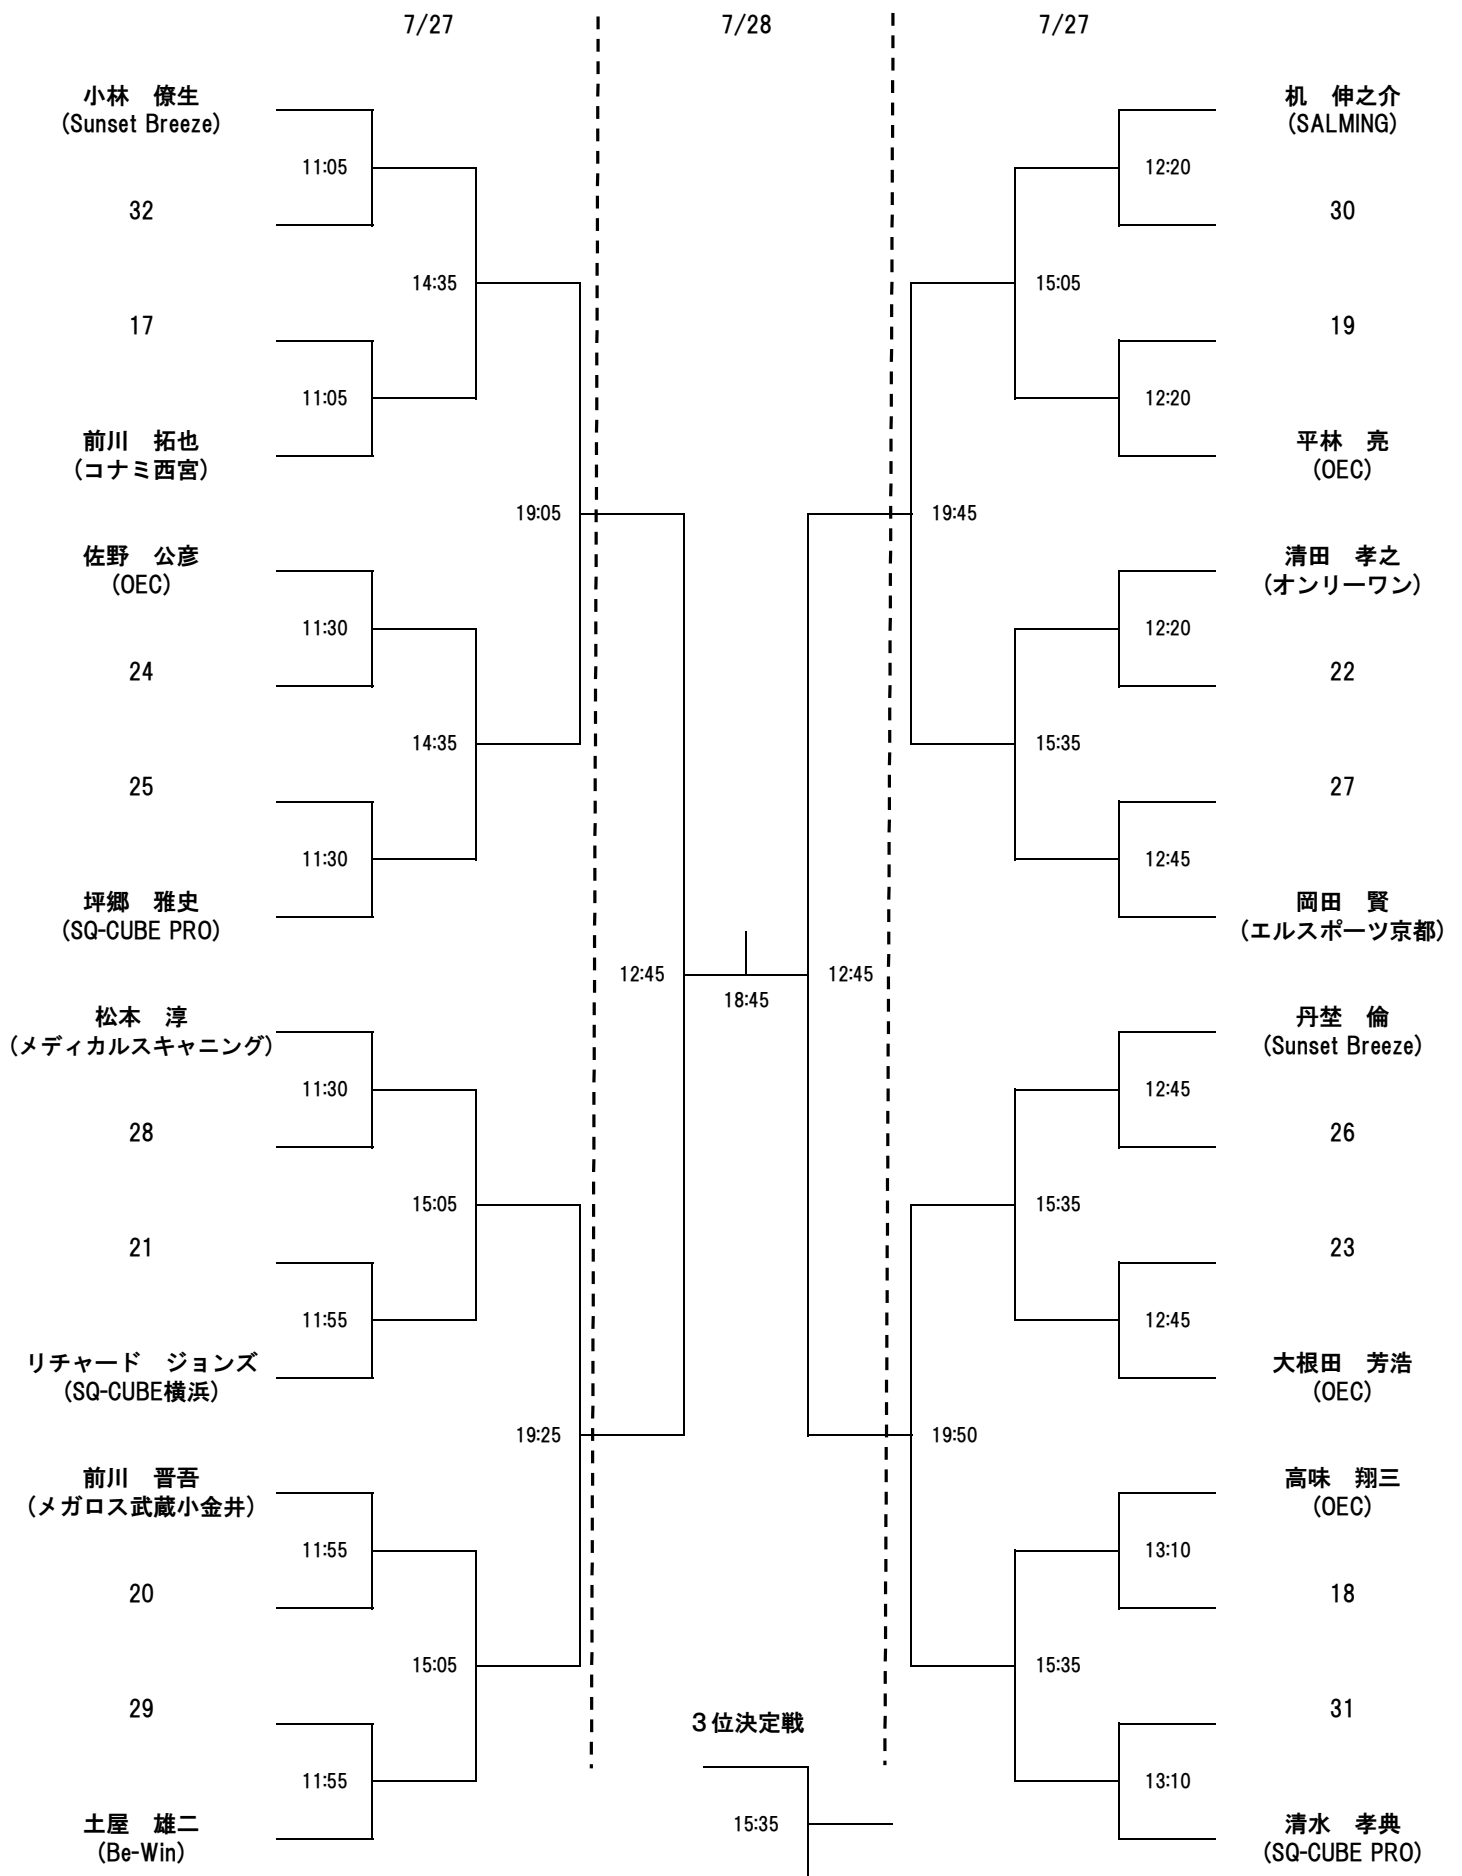 7/27
7/28
7/27
小林　僚生
(Sunset Breeze)
11:05
32
14:35
17
11:05
前川　拓也
(コナミ西宮)
19:05
佐野　公彦
(OEC)
11:30
24
14:35
25
11:30
坪郷　雅史
(SQ-CUBE PRO)
12:45
松本　淳
(メディカルスキャニング)
11:30
28
15:05
21
11:55
リチャード　ジョンズ
(SQ-CUBE横浜)
19:25
前川　晋吾
(メガロス武蔵小金井)
11:55
20
15:05
29
11:55
土屋　雄二
(Be-Win)
18:45
３位決定戦
15:35
机　伸之介
(SALMING)
12:20
30
15:05
19
12:20
平林　亮
(OEC)
19:45
清田　孝之
(オンリーワン)
12:20
22
15:35
27
12:45
岡田　賢
(エルスポーツ京都)
12:45
丹埜　倫
(Sunset Breeze)
12:45
26
15:35
23
12:45
大根田　芳浩
(OEC)
19:50
高味　翔三
(OEC)
13:10
18
15:35
31
13:10
清水　孝典
(SQ-CUBE PRO)